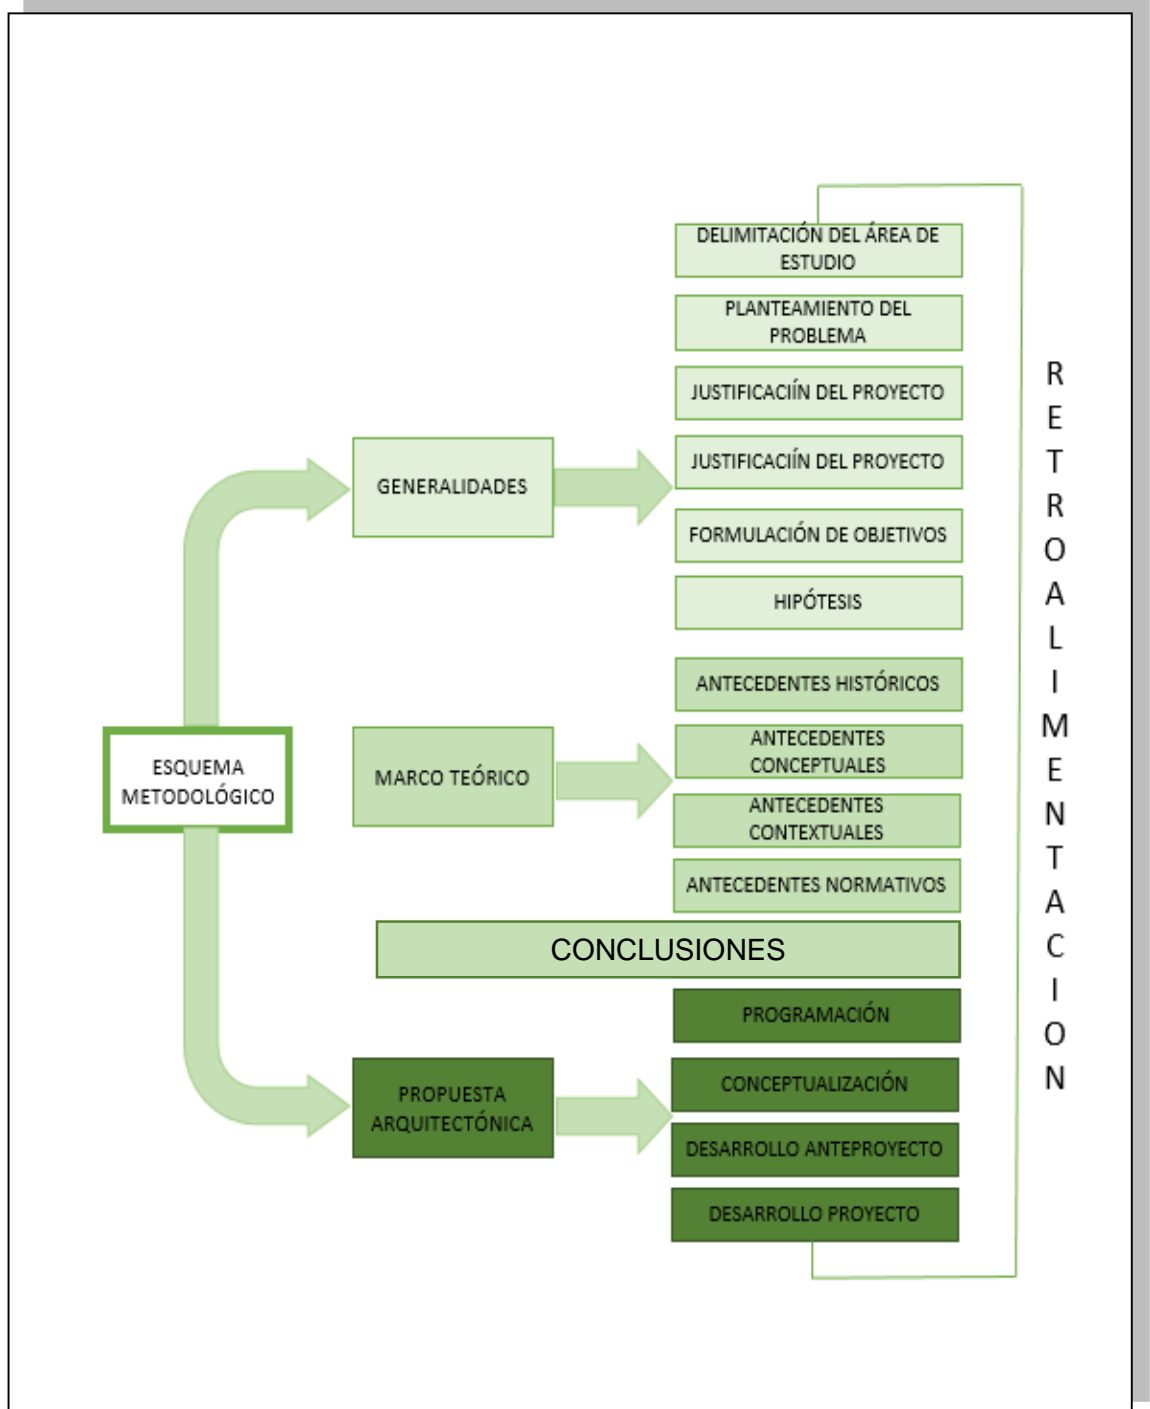 DELIMITACIÓN DEL ÁREA DE
ESTUDIO
PLANTEAMIENTO DEL
PROBLEMA
JUSTIFICACIÍN DEL PROYECTO
GENERALIDADES
JUSTIFICACIÍN DEL PROYECTO
FORMULACIÓN DE OBJETIVOS
HIPÓTESIS
ANTECEDENTES HISTÓRICOS
ESQUEMA
METODOLÓGICO
MARCO TEÓRICO
ANTECEDENTES
CONCEPTUALES
ANTECEDENTES
CONTEXTUALES
ANTECEDENTES NORMATIVOS
CONCLUSIONES
PROGRAMACIÓN
PROPUESTA
ARQUITECTÓNICA
CONCEPTUALIZACIÓN
DESARROLLO ANTEPROYECTO
DESARROLLO PROYECTO
RETROALIMENTACION